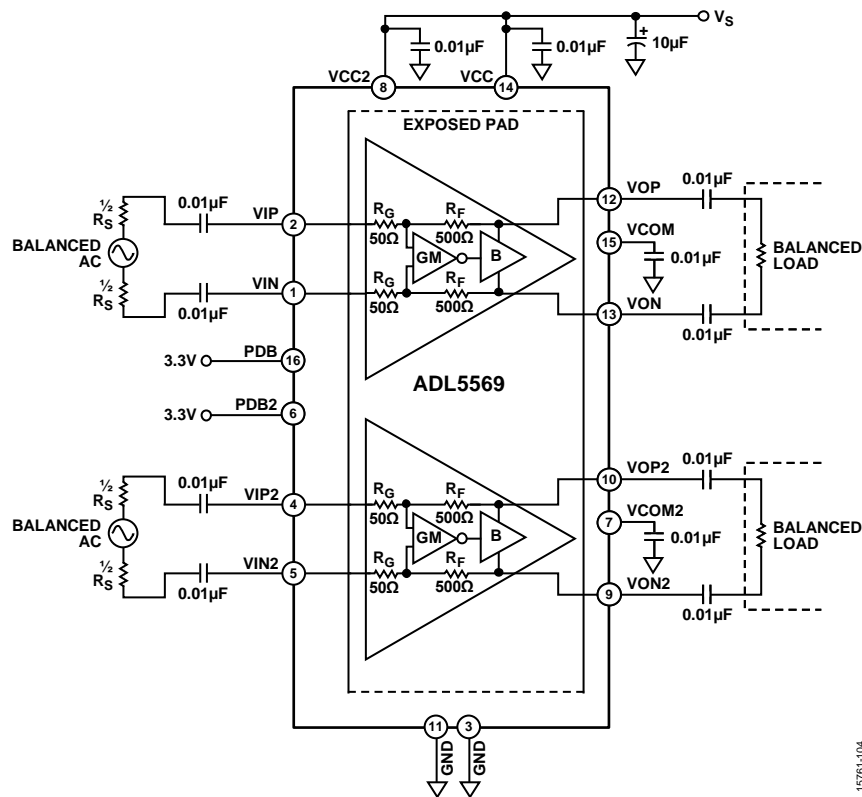 VS
0.01µF
0.01µF
10µF
VCC2
VCC
8
14
EXPOSED PAD
½
RS
BALANCED
AC
½
RS
0.01µF
VIP
2
RG
50Ω
RF
500Ω
GM
B
0.01µF
VIN
1
RG
50Ω
RF
500Ω
12
VOP
0.01µF
15
VCOM
0.01µF
BALANCED
LOAD
13
VON
0.01µF
3.3V
PDB
16
ADL5569
3.3V
PDB2
6
½
RS
BALANCED
AC
½
RS
0.01µF
VIP2
4
RG
50Ω
RF
500Ω
GM
B
0.01µF
VIN2
5
RG
50Ω
RF
500Ω
10
VOP2
0.01µF
7
VCOM2
0.01µF
BALANCED
LOAD
9
VON2
0.01µF
11
3
GND
GND
15761-104